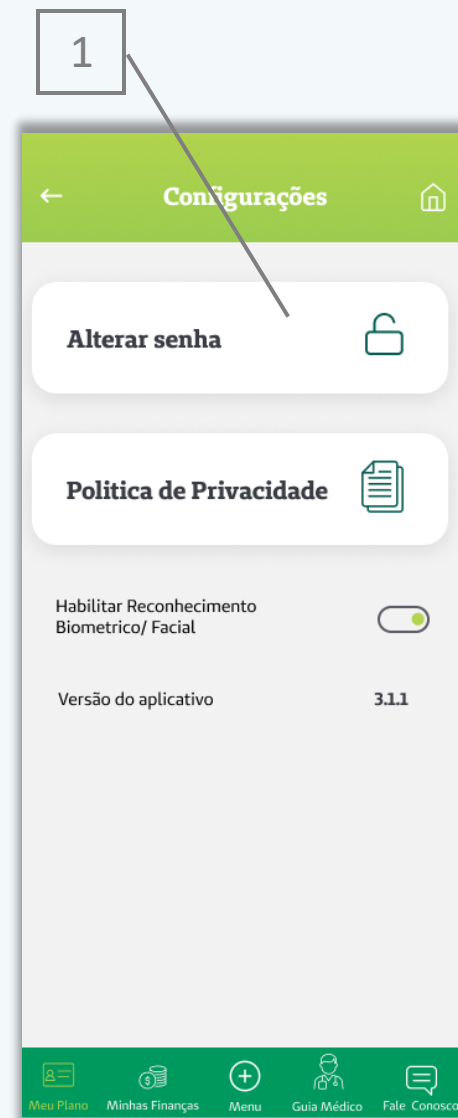 1
Configurações
Alterar senha
Politica de Privacidade
Habilitar Reconhecimento
Biometrico/ Facial
Versão do aplicativo 3.1.1
Meu Plano Minhas Finanças Menu Guia Médico Fale Conosco